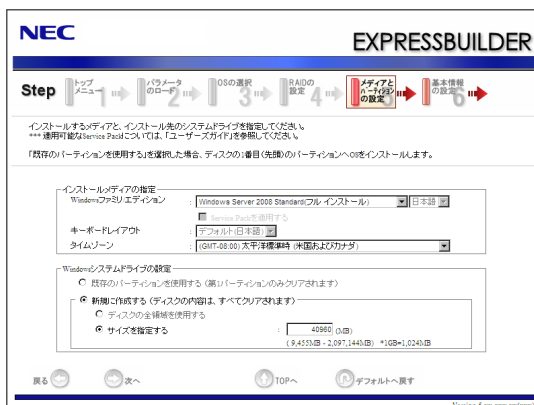 NEC
EXPRESSBUILDER
Step
トップメニュー 1
パラメータのロード 2
OSの選択 3
RAIDの設定 4
メディアとパーティションの設定 5
基本情報の設定 6
インストールするメディアと、インストール先のシステムドライブを指定してください。
*** 適用可能なService Packについては、「ユーザーズガイド」を参照してください。
「既存のパーティションを使用する」を選択した場合、ディスクの1番目(先頭)のパーティションへOSをインストールします。
インストールメディアの指定
Windowsファミリ/エディション : Windows Server 2008 Standard(フル インストール) 日本語
Service Packを適用する
キーボードレイアウト : デフォルト(日本語)
タイムゾーン : (GMT-08:00) 太平洋標準時 (米国およびカナダ)
Windowsシステムドライブの設定
既存のパーティションを使用する (第1パーティションのみクリアされます)
新規に作成する (ディスクの内容は、すべてクリアされます)
ディスクの全領域を使用する
サイズを指定する : 40960 (MB)
( 9,455MB - 2,097,144MB) *1GB=1,024MB
戻る
次へ
TOPへ
デフォルトへ戻す